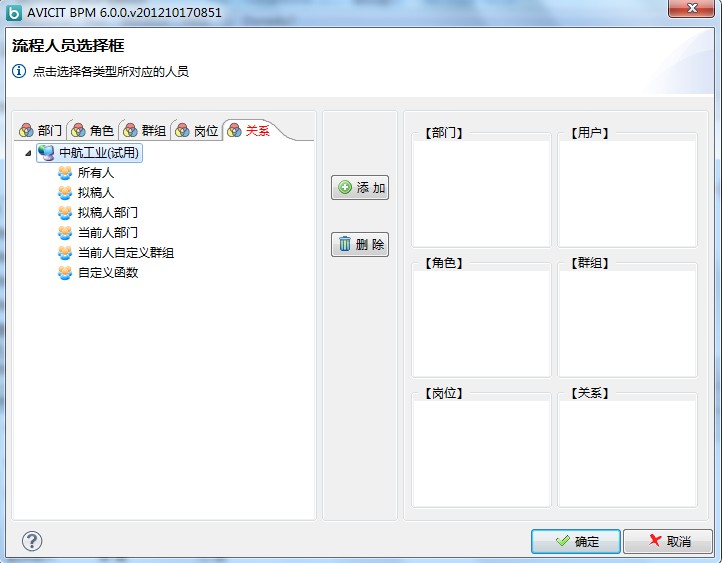 AVICIT BPM 6.0.0.v201210170851
流程人员选择框
点击选择各类型所对应的人员
部门 角色 群组 岗位 关系
中航工业(试用)
所有人
拟稿人
拟稿人部门
当前人部门
当前人自定义群组
自定义函数
添 加
删 除
【部门】 【用户】
【角色】 【群组】
【岗位】 【关系】
确定 取消